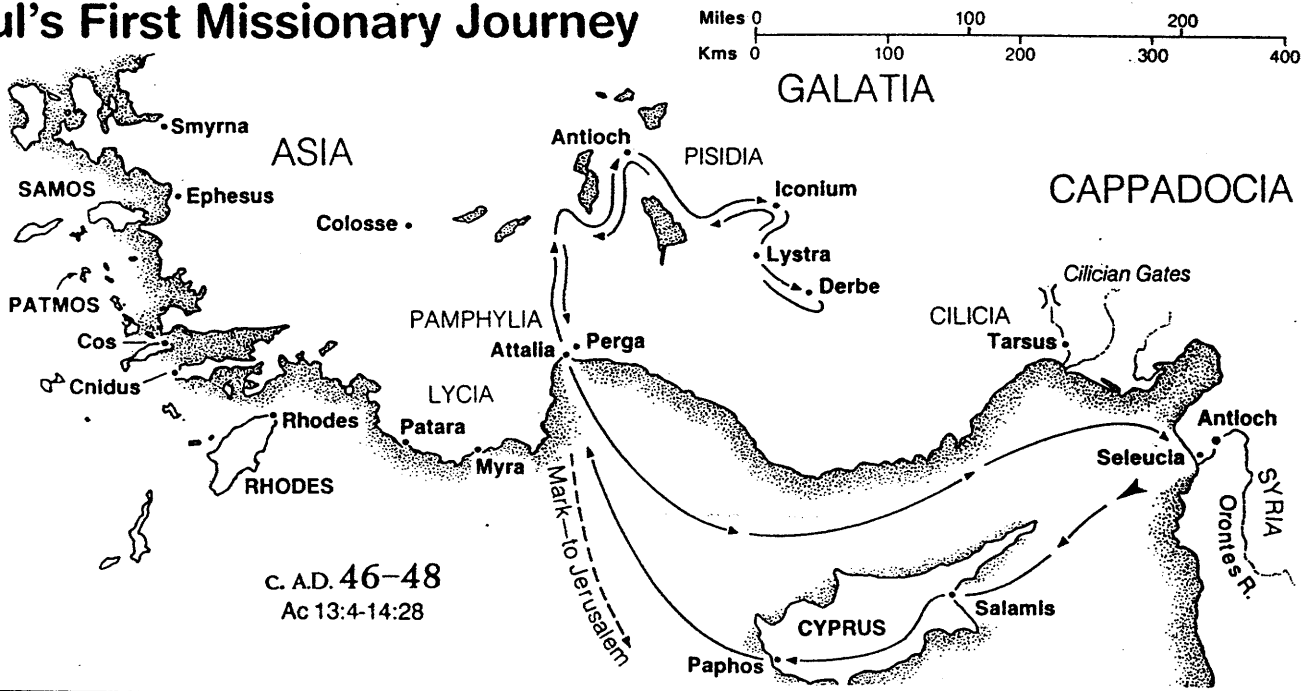 ul's First Missionary Journey
Miles 0 100 200
Kms 0 100 200 300 400
GALATIA
Antioch
Smyrna
ASIA
PISIDIA
SAMOS
Ephesus
Iconium
CAPPADOCIA
Colosse
Lystra
Cilician Gates
Derbe
PATMOS
PAMPHYLIA
CILICIA
Cos
Attalia
Perga
Tarsus
Cnidus
LYCIA
Rhodes
Patara
Antioch
Myra
Seleucia
RHODES
SYRIA
Orontes R.
Mark—to Jerusalem
C. A.D. 46–48
Ac 13:4-14:28
Salamis
CYPRUS
Paphos